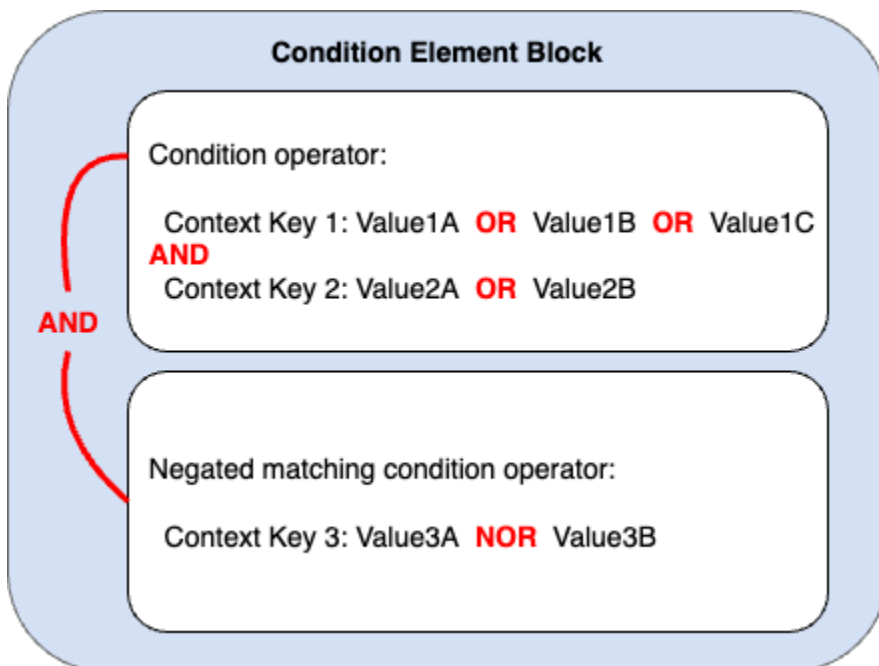 Condition Element Block
Condition operator:
Context Key 1: Value1A OR Value1B OR Value1C
AND
Context Key 2: Value2A OR Value2B
AND
Negated matching condition operator:
Context Key 3: Value3A NOR Value3B